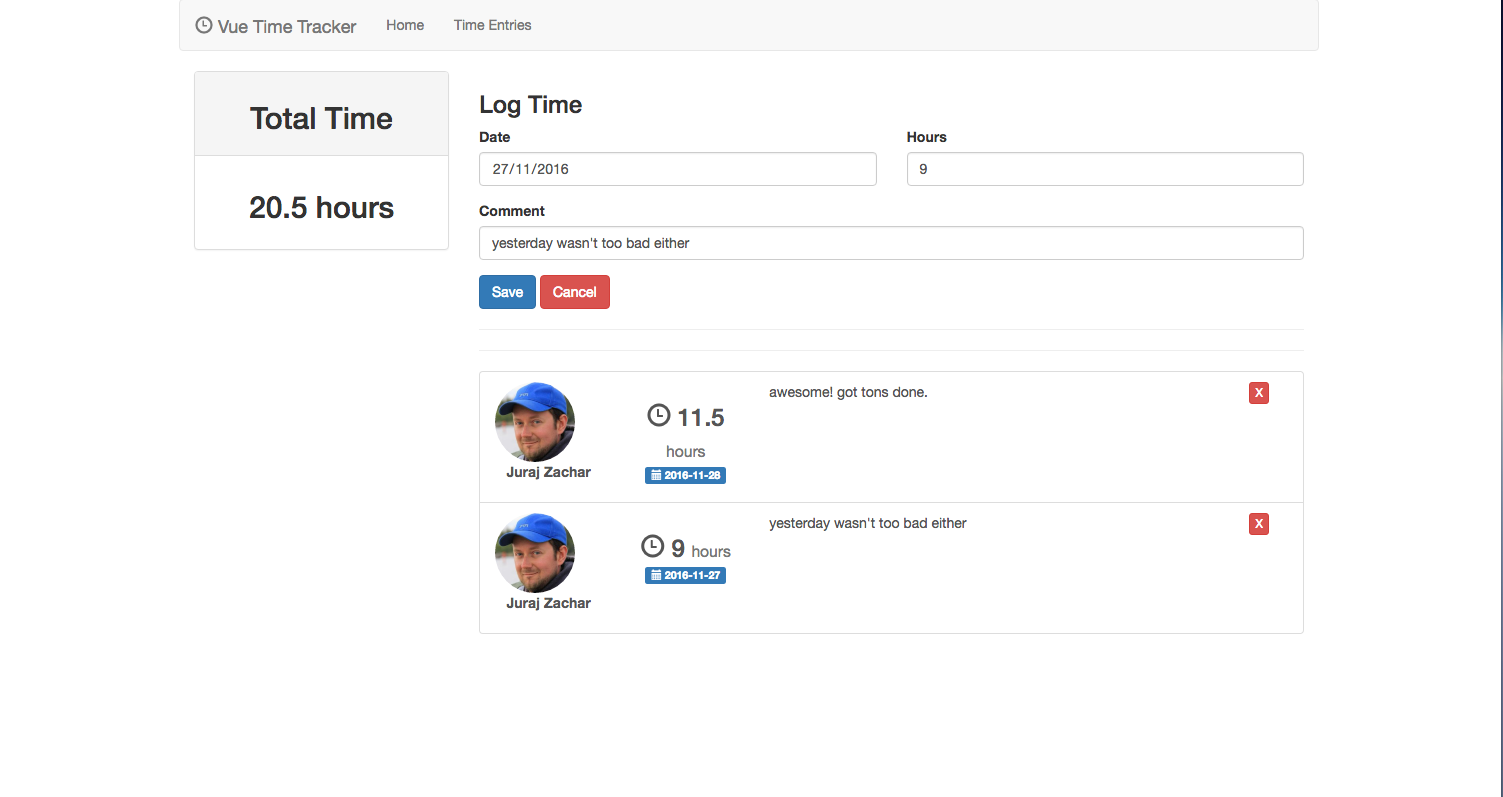 Vue Time Tracker Home Time Entries
Total Time
20.5 hours
Log Time
Date Hours
27/11/2016 9
Comment
yesterday wasn't too bad either
Save Cancel
awesome! got tons done. X
11.5
hours
Juraj Zachar
2016-11-28
yesterday wasn't too bad either X
9 hours
2016-11-27
Juraj Zachar